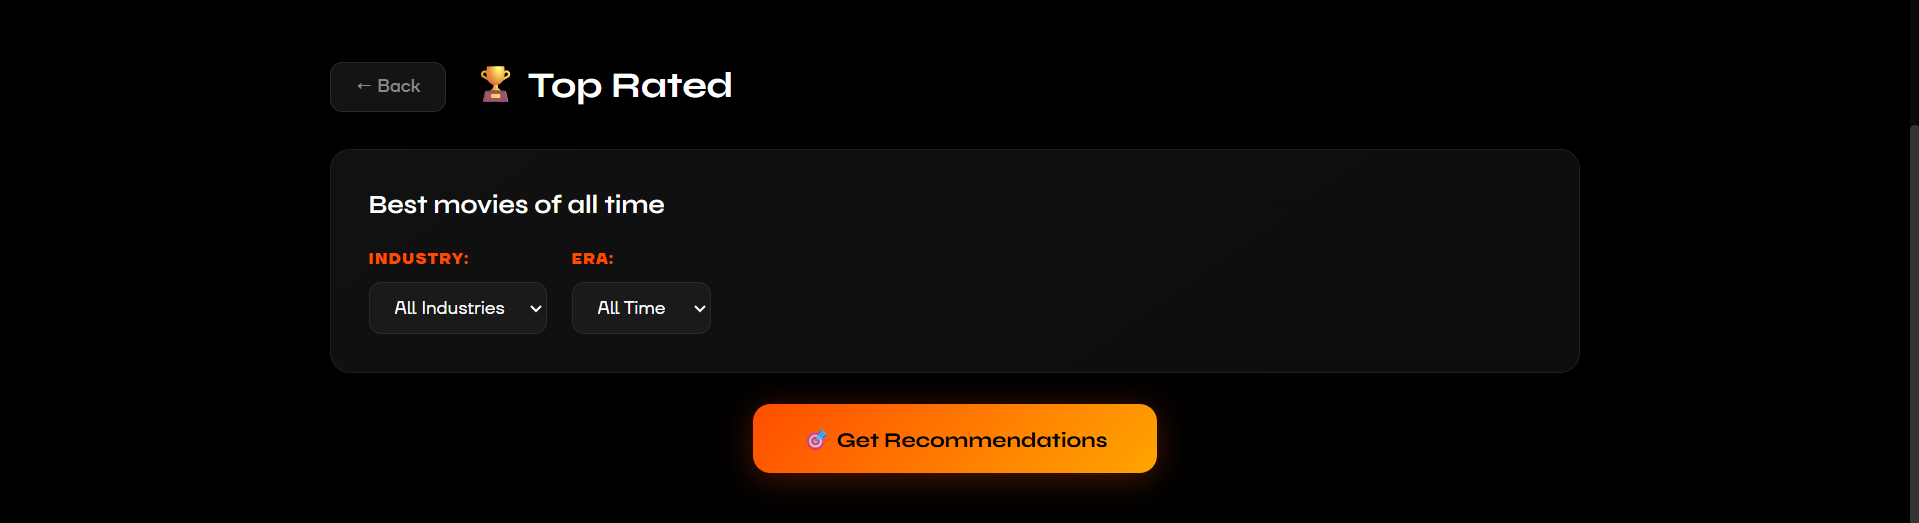 ← Back
🏆 Top Rated
Best movies of all time
INDUSTRY: ERA:
All Industries All Time
🎯 Get Recommendations